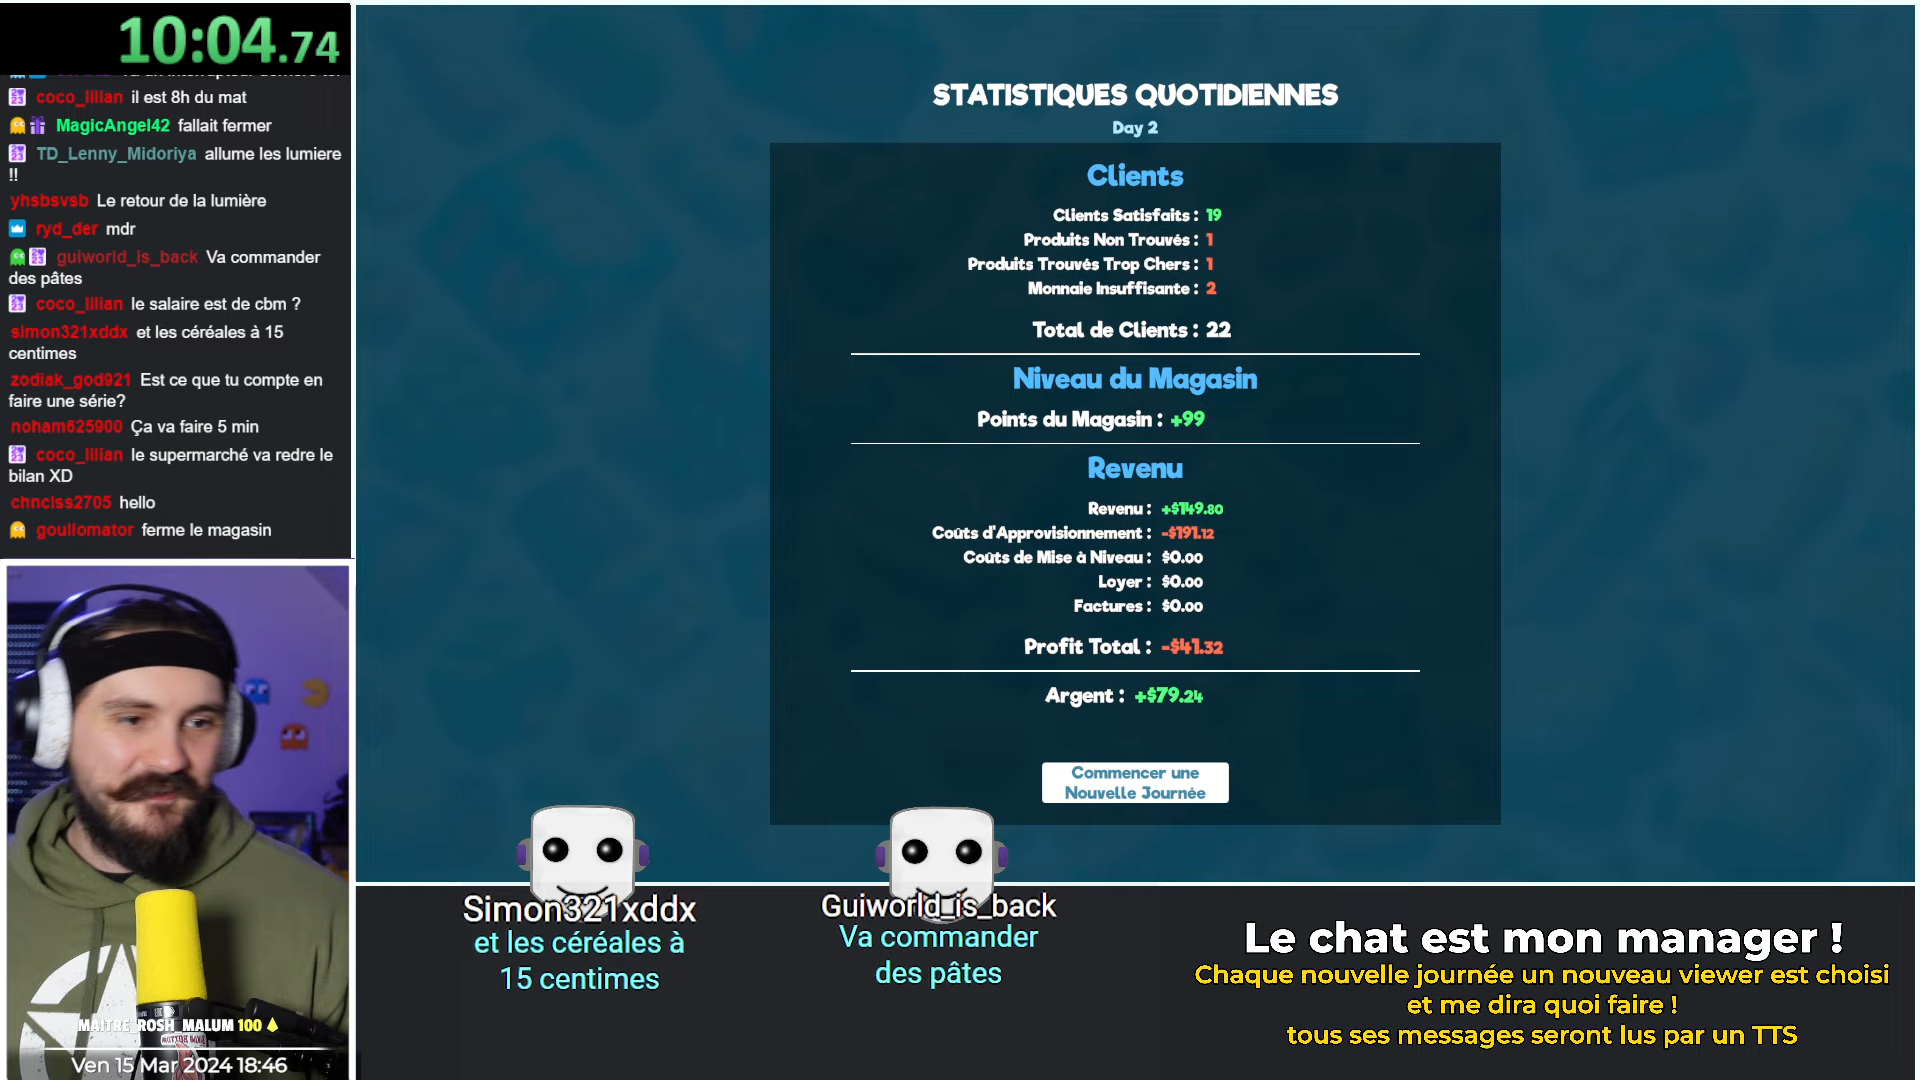 10:04.74
coco_lilian il est 8h du mat
MagicAngel42 fallait fermer
TD_Lenny_Midoriya allume les lumiere
!!
yhsbsvsb Le retour de la lumière
ryd_der mdr
guiworld_is_back Va commander
des pâtes
coco_lilian le salaire est de cbm ?
simon321xddx et les céréales à 15
centimes
zodiak_god921 Est ce que tu compte en
faire une série?
noham625900 Ça va faire 5 min
coco_lilian le supermarché va redre le
bilan XD
chnciss2705 hello
goullomator ferme le magasin
STATISTIQUES QUOTIDIENNES
Day 2
Clients
Clients Satisfaits : 19
Produits Non Trouvés : 1
Produits Trouvés Trop Chers : 1
Monnaie Insuffisante : 2
Total de Clients : 22
Niveau du Magasin
Points du Magasin : +99
Revenu
Revenu : +$149.80
Coûts d'Approvisionnement : -$191.12
Coûts de Mise à Niveau : $0.00
Loyer : $0.00
Factures : $0.00
Profit Total : -$41.32
Argent : +$79.24
Commencer une
Nouvelle Journée
Simon321xddx
et les céréales à
15 centimes
Guiworld_is_back
Va commander
des pâtes
Le chat est mon manager !
Chaque nouvelle journée un nouveau viewer est choisi
et me dira quoi faire !
tous ses messages seront lus par un TTS
MAITRE_ROSH_MALUM 100
Ven 15 Mar 2024 18:46